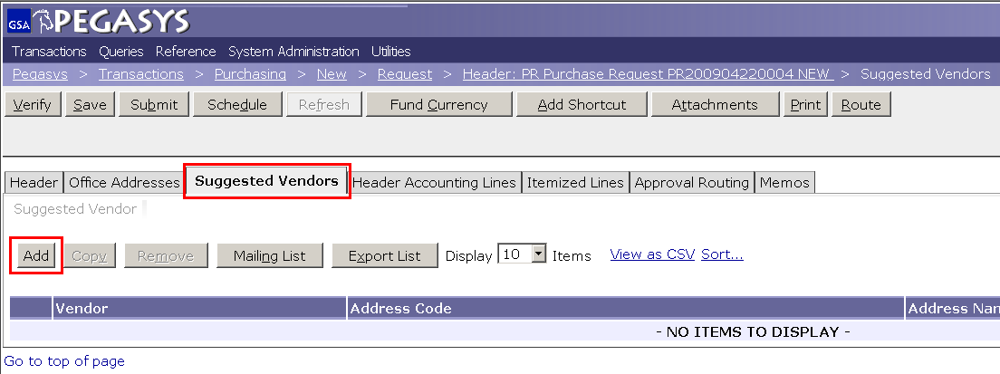 GSA PEGASYS
Transactions Queries Reference System Administration Utilities
Pegasys > Transactions > Purchasing > New > Request > Header: PR Purchase Request PR200904220004 NEW > Suggested Vendors
Verify Save Submit Schedule Refresh Fund Currency Add Shortcut Attachments Print Route
Header Office Addresses Suggested Vendors Header Accounting Lines Itemized Lines Approval Routing Memos
Suggested Vendor
Add Copy Remove Mailing List Export List Display 10 Items View as CSV Sort...
Vendor Address Code Address Nan
- NO ITEMS TO DISPLAY -
Go to top of page